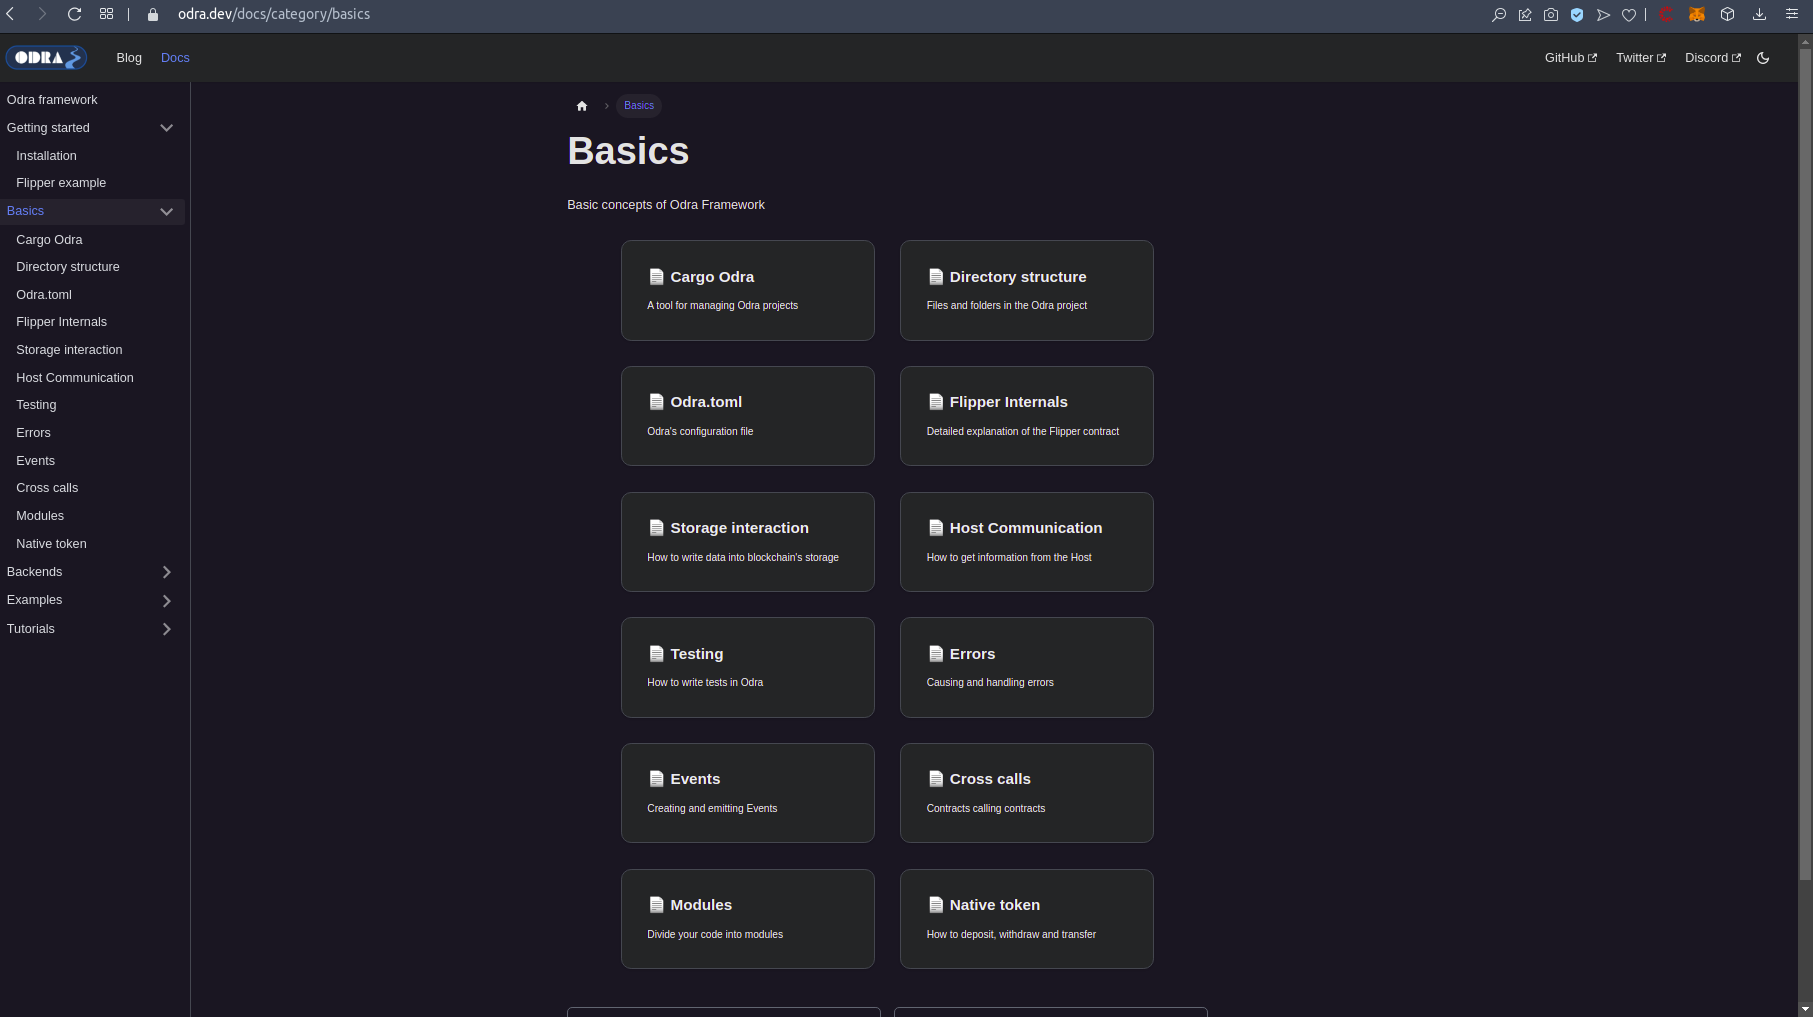 odra.dev/docs/category/basics
ODRA
Blog
Docs
GitHub
Twitter
Discord
Odra framework
Getting started
Installation
Flipper example
Basics
Cargo Odra
Directory structure
Odra.toml
Flipper Internals
Storage interaction
Host Communication
Testing
Errors
Events
Cross calls
Modules
Native token
Backends
Examples
Tutorials
Basics
Basics
Basic concepts of Odra Framework
Cargo Odra
A tool for managing Odra projects
Directory structure
Files and folders in the Odra project
Odra.toml
Odra's configuration file
Flipper Internals
Detailed explanation of the Flipper contract
Storage interaction
How to write data into blockchain's storage
Host Communication
How to get information from the Host
Testing
How to write tests in Odra
Errors
Causing and handling errors
Events
Creating and emitting Events
Cross calls
Contracts calling contracts
Modules
Divide your code into modules
Native token
How to deposit, withdraw and transfer